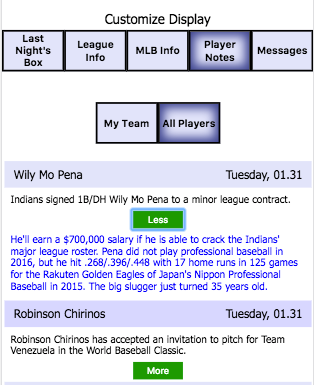 Customize Display
Last Night's Box
League Info
MLB Info
Player Notes
Messages
My Team
All Players
Wily Mo Pena Tuesday, 01.31
Indians signed 1B/DH Wily Mo Pena to a minor league contract.
Less
He'll earn a $700,000 salary if he is able to crack the Indians'
major league roster. Pena did not play professional baseball in
2016, but he hit .268/.396/.448 with 17 home runs in 125 games
for the Rakuten Golden Eagles of Japan's Nippon Professional
Baseball in 2015. The big slugger just turned 35 years old.
Robinson Chirinos Tuesday, 01.31
Robinson Chirinos has accepted an invitation to pitch for Team
Venezuela in the World Baseball Classic.
More